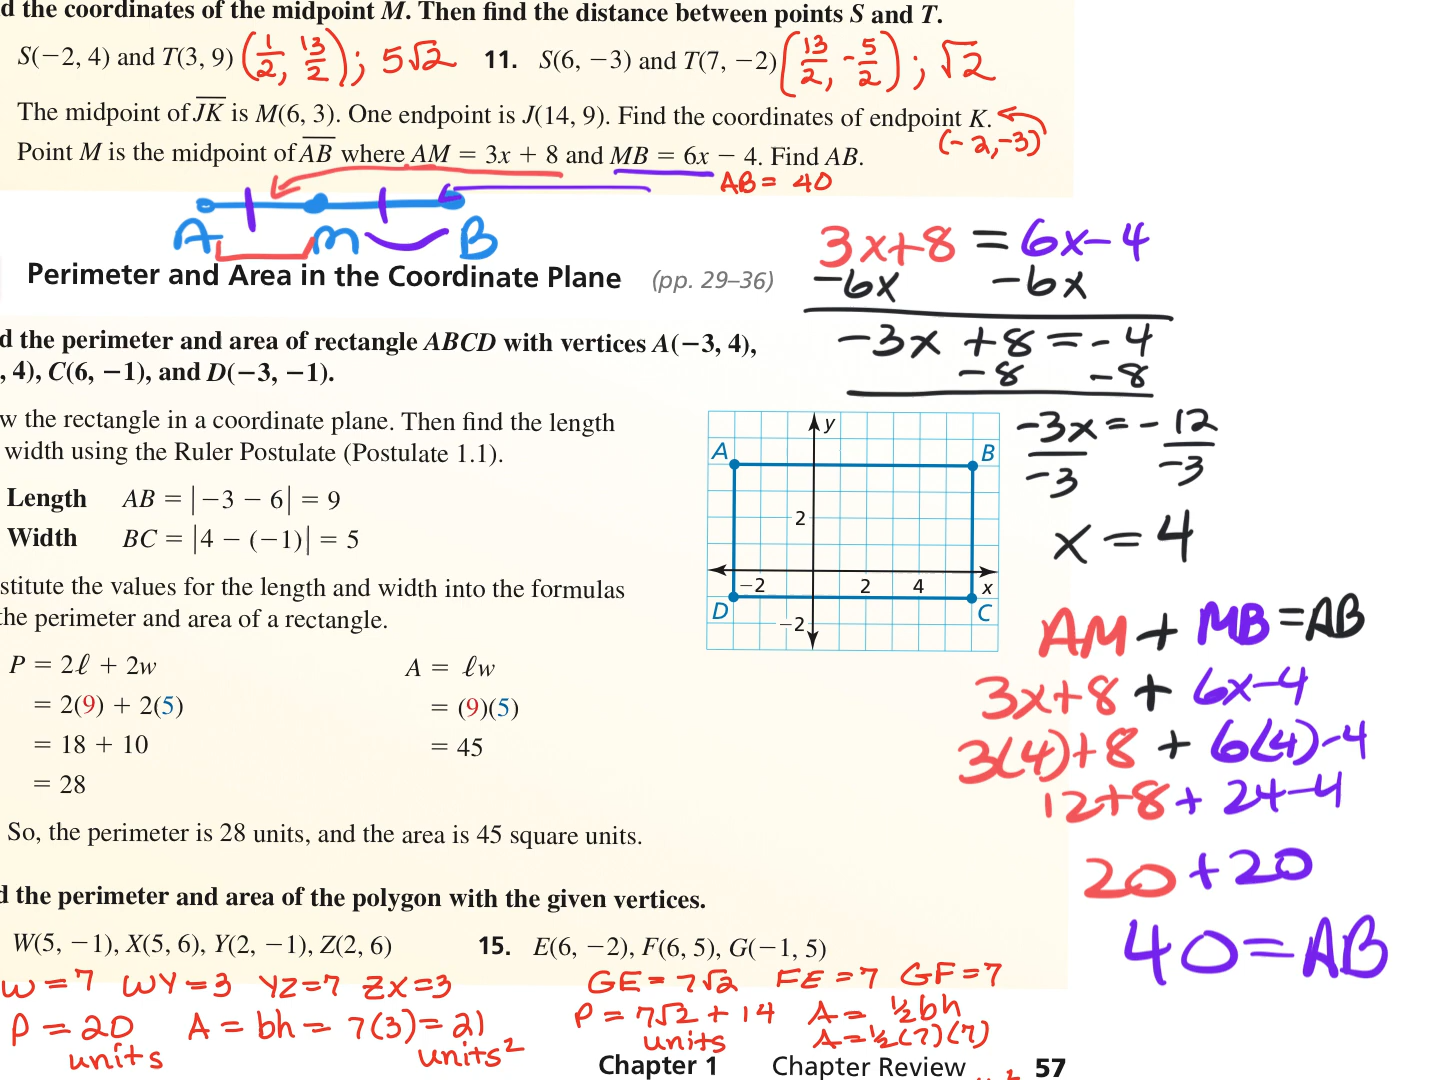 d the coordinates of the midpoint M. Then find the distance between points S and T.
S(−2, 4) and T(3, 9) (1/2, 13/2); 5√2 11. S(6, −3) and T(7, −2) (13/2, -5/2); √2
The midpoint of JK is M(6, 3). One endpoint is J(14, 9). Find the coordinates of endpoint K.
(-2,-3)
Point M is the midpoint of AB where AM = 3x + 8 and MB = 6x − 4. Find AB.
AB = 40
A m B
Perimeter and Area in the Coordinate Plane (pp. 29–36)
d the perimeter and area of rectangle ABCD with vertices A(−3, 4),
, 4), C(6, −1), and D(−3, −1).
w the rectangle in a coordinate plane. Then find the length
width using the Ruler Postulate (Postulate 1.1).
Length AB = |−3 − 6| = 9
Width BC = |4 − (−1)| = 5
stitute the values for the length and width into the formulas
the perimeter and area of a rectangle.
P = 2ℓ + 2w A = ℓw
= 2(9) + 2(5) = (9)(5)
= 18 + 10 = 45
= 28
So, the perimeter is 28 units, and the area is 45 square units.
y
A B
2
−2 2 4 x
D C
−2
3x+8 = 6x-4
-6x -6x
-3x +8 = -4
-8 -8
-3x = -12
-3 -3
x = 4
AM + MB = AB
3x+8 + 6x-4
3(4)+8 + 6(4)-4
12+8 + 24-4
20 + 20
40 = AB
d the perimeter and area of the polygon with the given vertices.
W(5, −1), X(5, 6), Y(2, −1), Z(2, 6) 15. E(6, −2), F(6, 5), G(−1, 5)
w = 7 WY = 3 YZ = 7 ZX = 3
GE = 7√2 FE = 7 GF = 7
P = 20 A = bh = 7(3) = 21
units units²
P = 7√2 + 14 A = ½bh
units A = ½(7)(7)
Chapter 1 Chapter Review 57